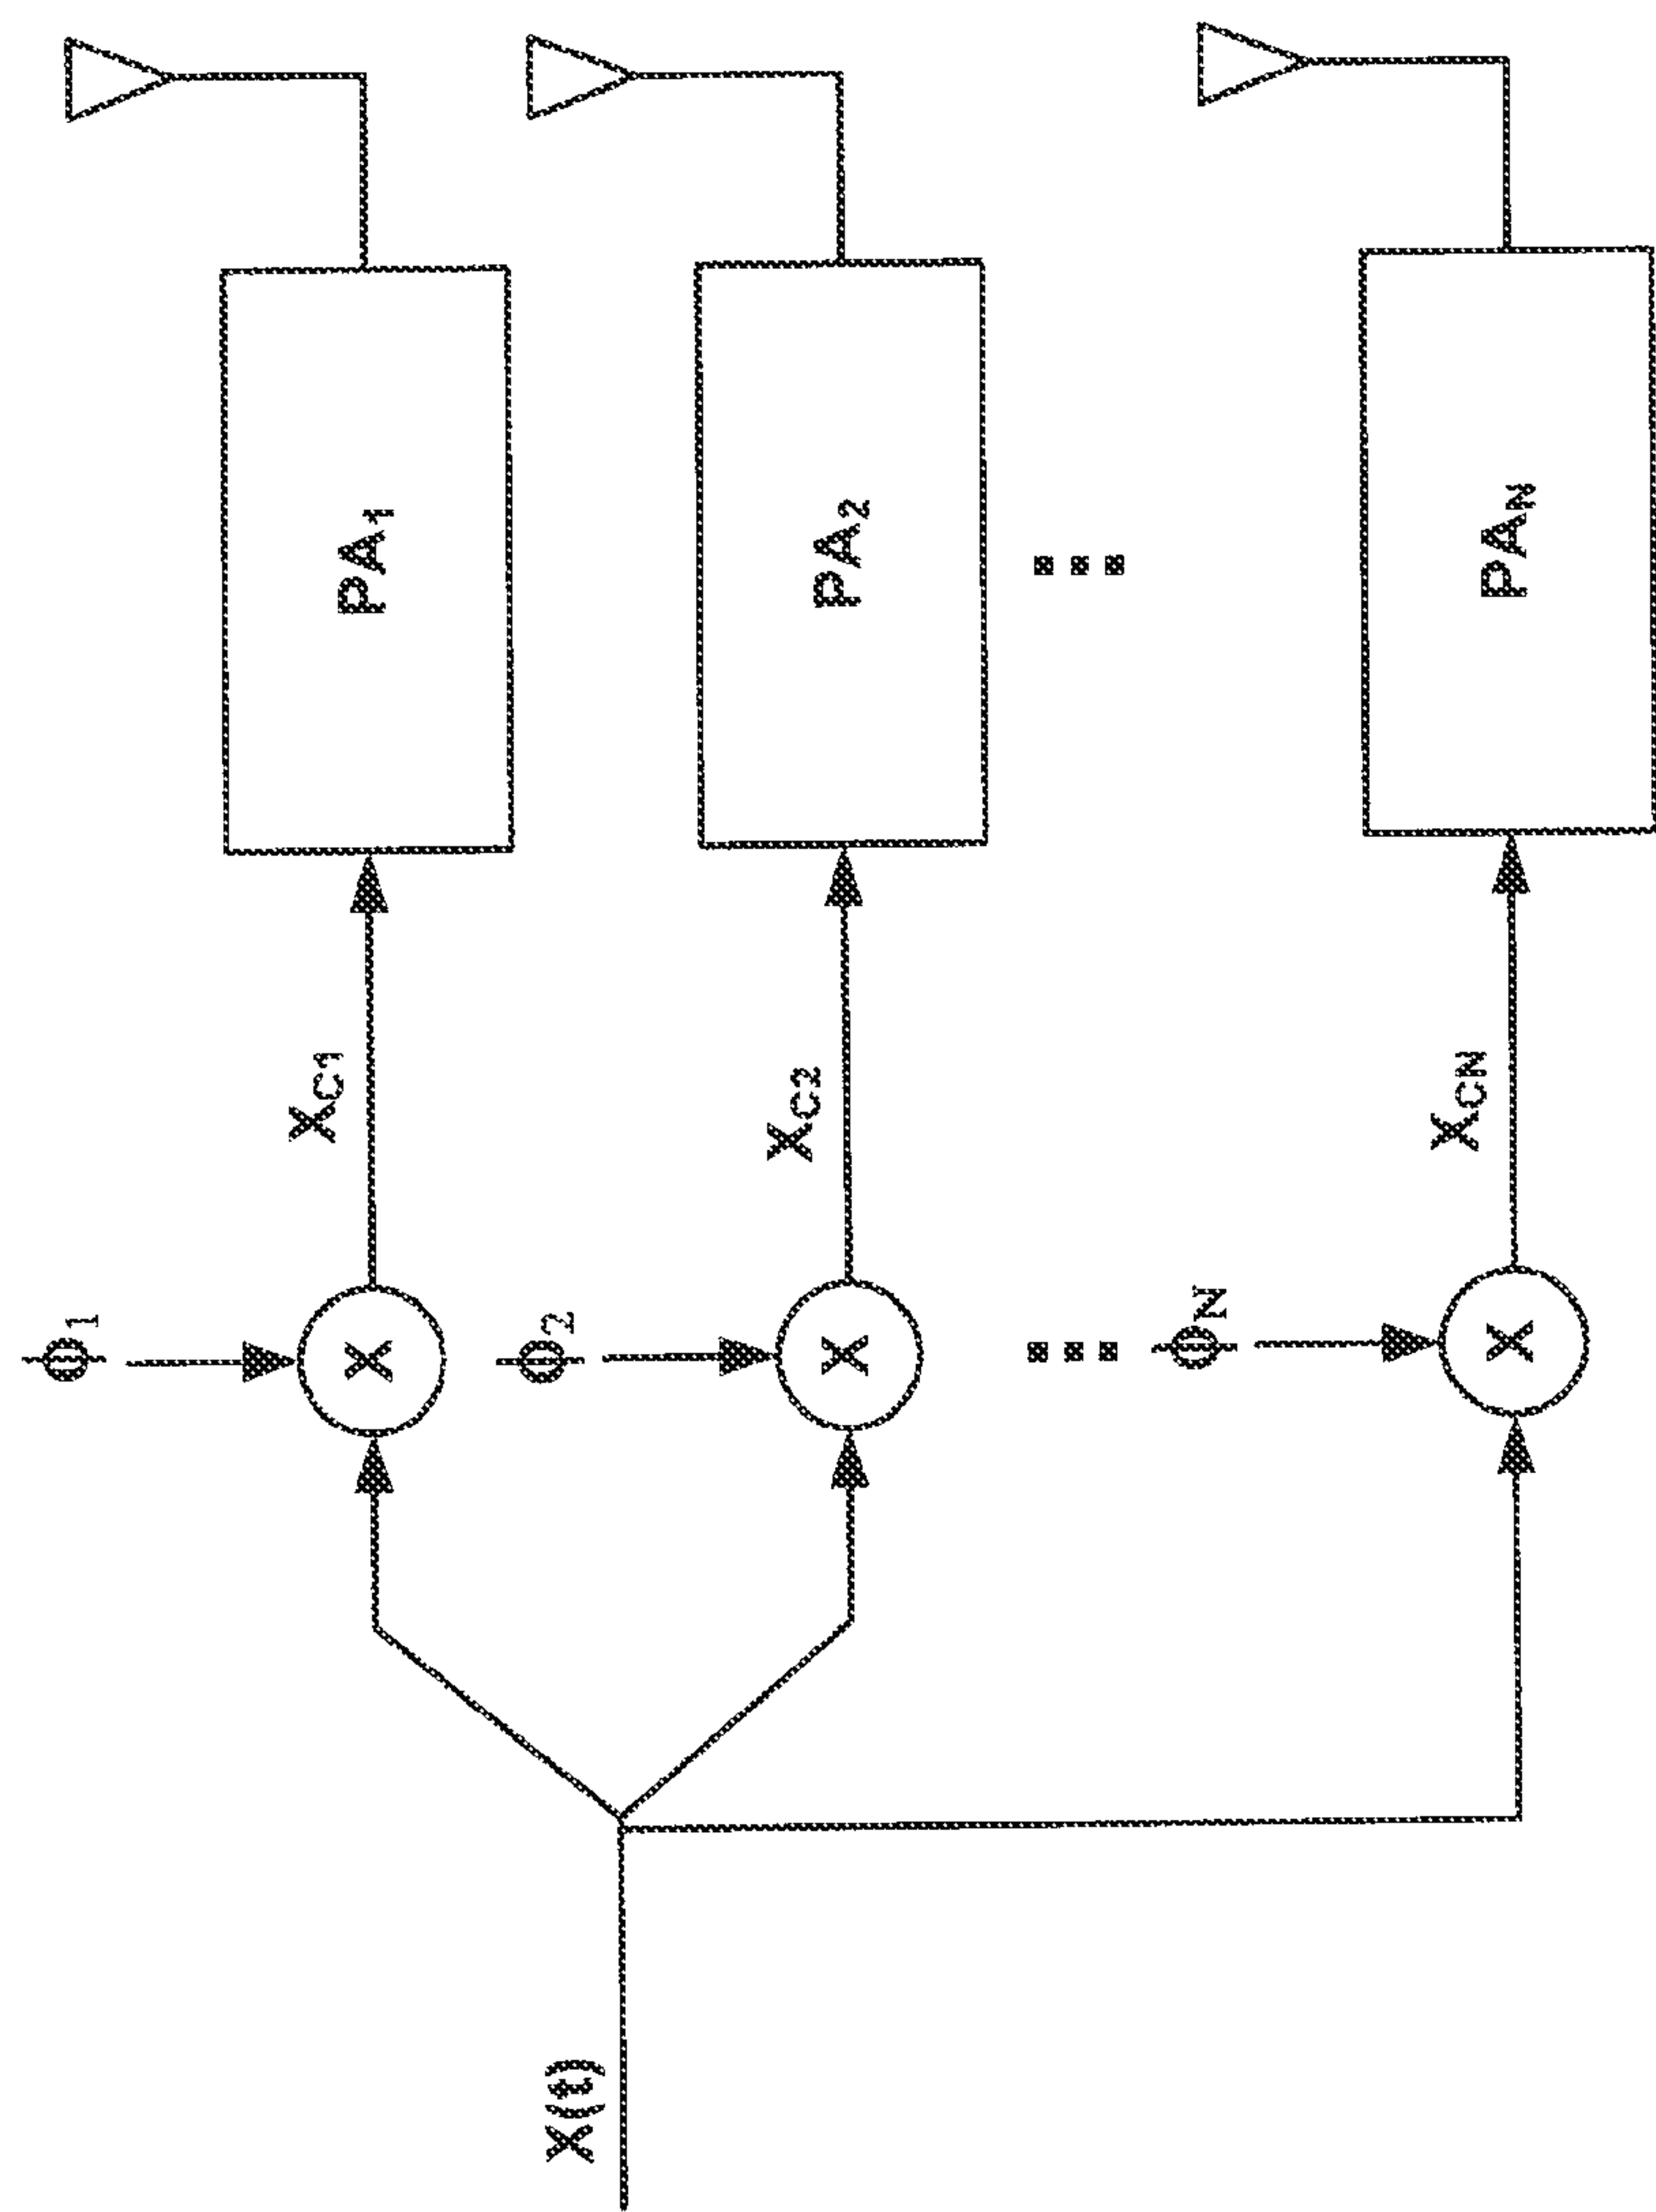 X(t)
Φ1
X
XC1
PA1
Φ2
X
XC2
PA2
ΦN
X
XCN
PAN